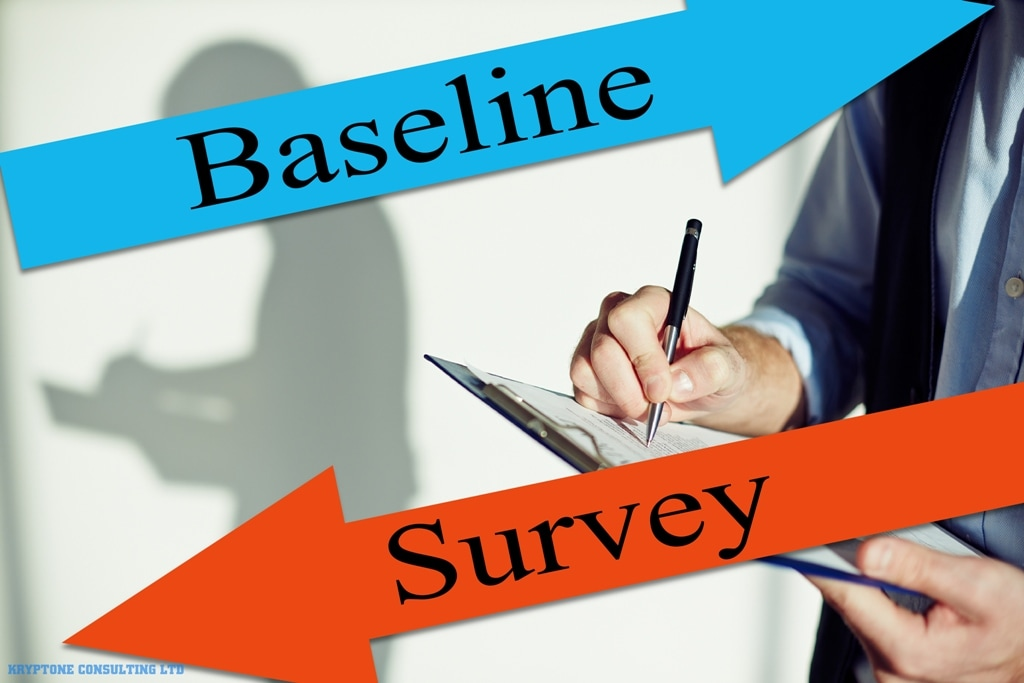 Baseline
Survey
KRYPTONE CONSULTING LTD